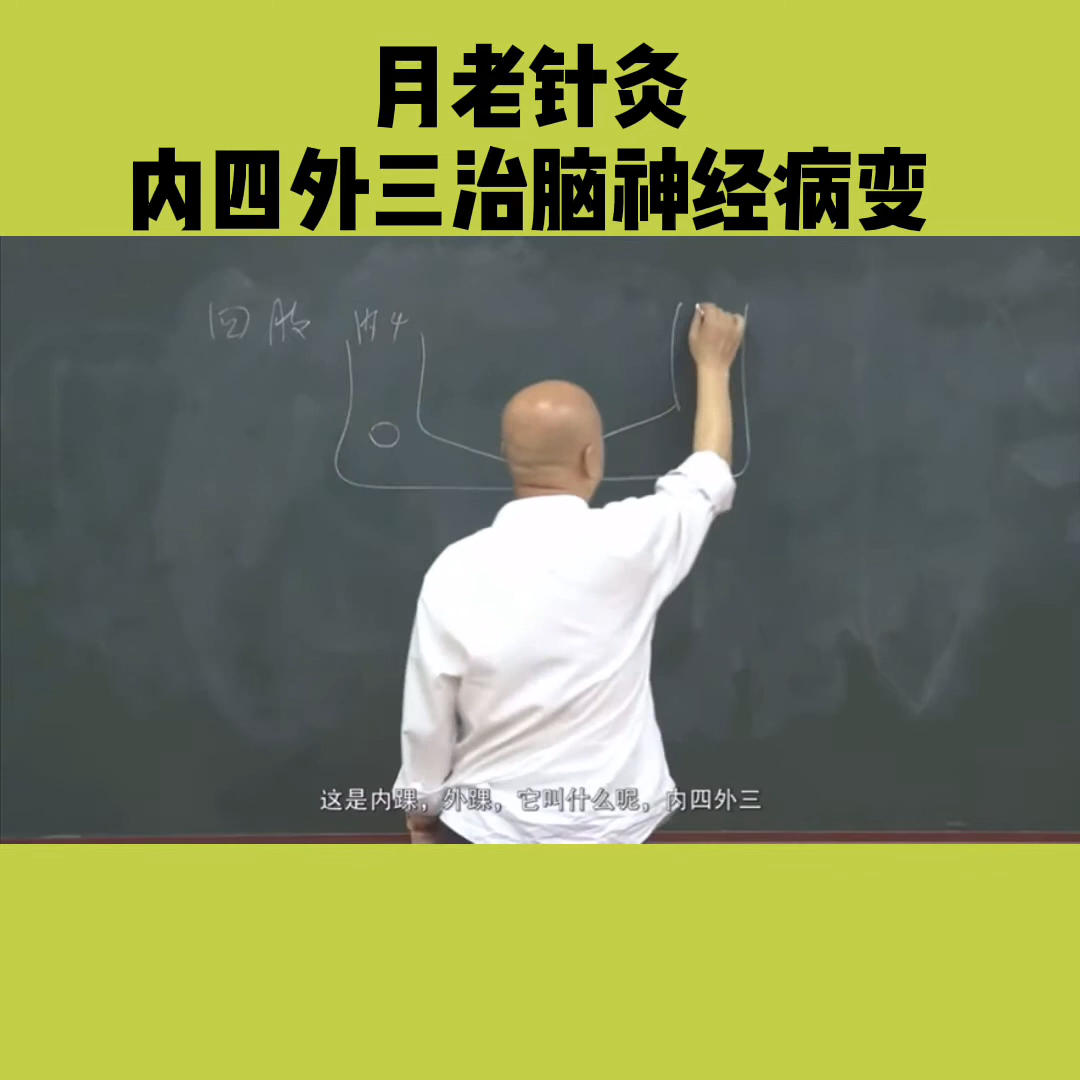 月老针灸
内四外三治脑神经病变
回 内4
这是内踝，外踝，它叫什么呢，内四外三